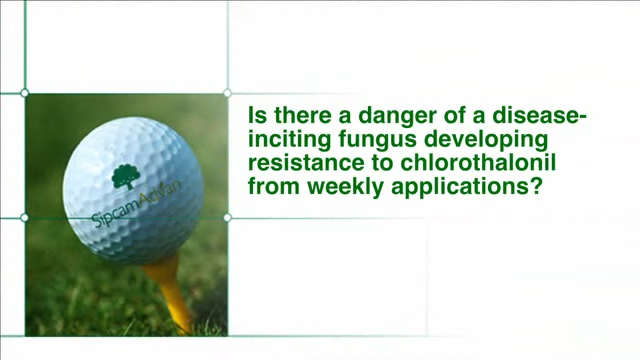 Is there a danger of a disease-
inciting fungus developing
resistance to chlorothalonil
from weekly applications?
SipcamAdvan